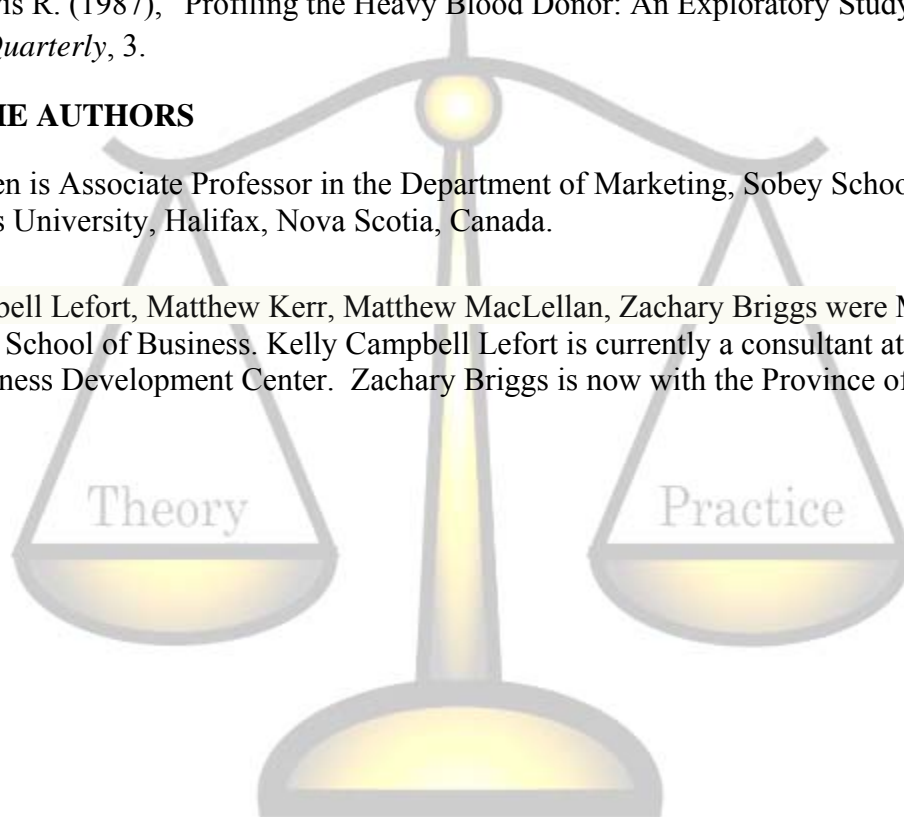 ris R. (1987), "Profiling the Heavy Blood Donor: An Exploratory Study
Quarterly, 3.
HE AUTHORS
en is Associate Professor in the Department of Marketing, Sobey Schoo
s University, Halifax, Nova Scotia, Canada.
bell Lefort, Matthew Kerr, Matthew MacLellan, Zachary Briggs were M
School of Business. Kelly Campbell Lefort is currently a consultant at
ness Development Center.  Zachary Briggs is now with the Province of
Theory
Practice